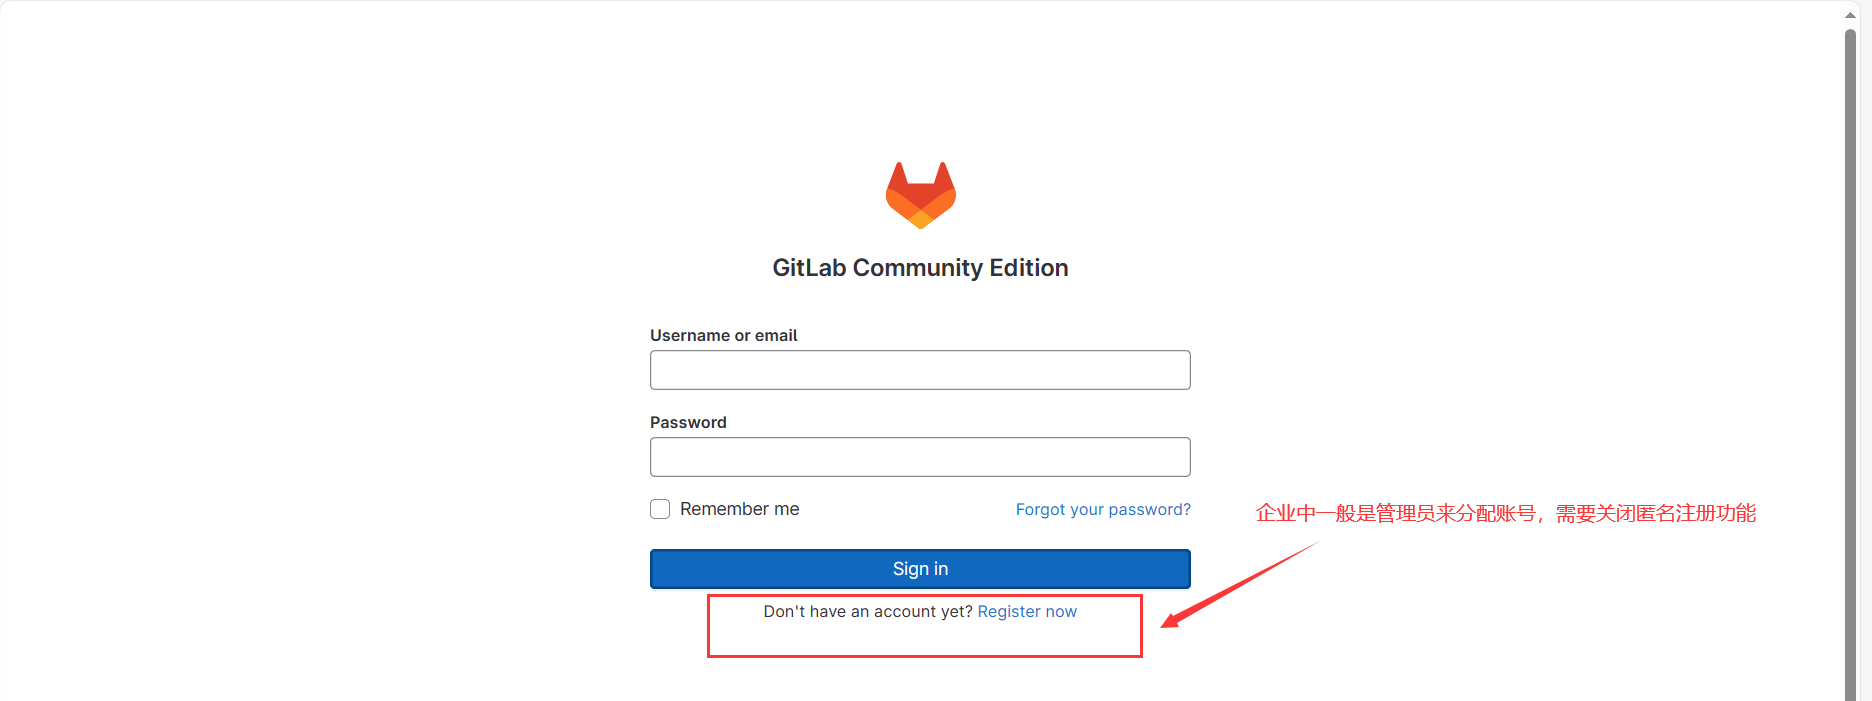 GitLab Community Edition
Username or email
Password
Remember me
Forgot your password?
企业中一般是管理员来分配账号，需要关闭匿名注册功能
Sign in
Don't have an account yet? Register now